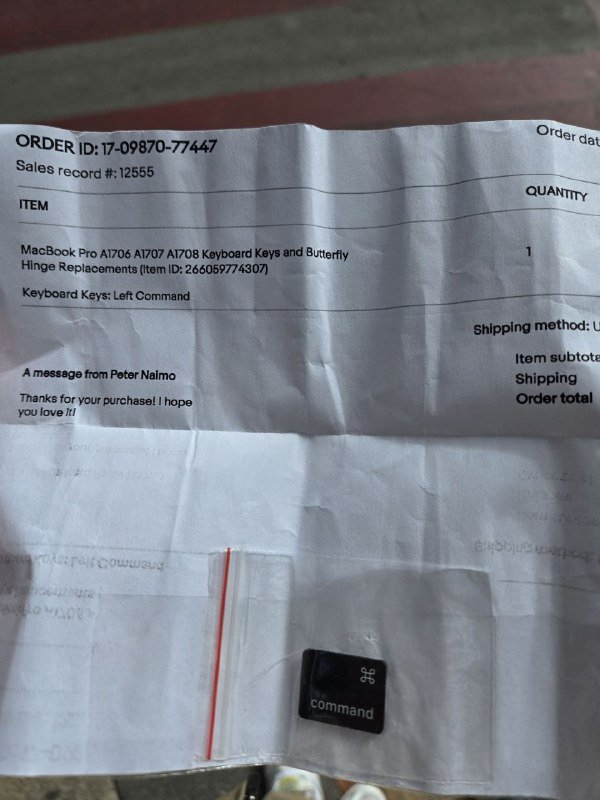 ORDER ID: 17-09870-77447
Order dat
Sales record #: 12555
ITEM
QUANTITY
MacBook Pro A1706 A1707 A1708 Keyboard Keys and Butterfly
Hinge Replacements (Item ID: 266059774307)
1
Keyboard Keys: Left Command
Shipping method: U
Item subtota
Shipping
Order total
A message from Peter Naimo
Thanks for your purchase! I hope
you love it!
⌘
command